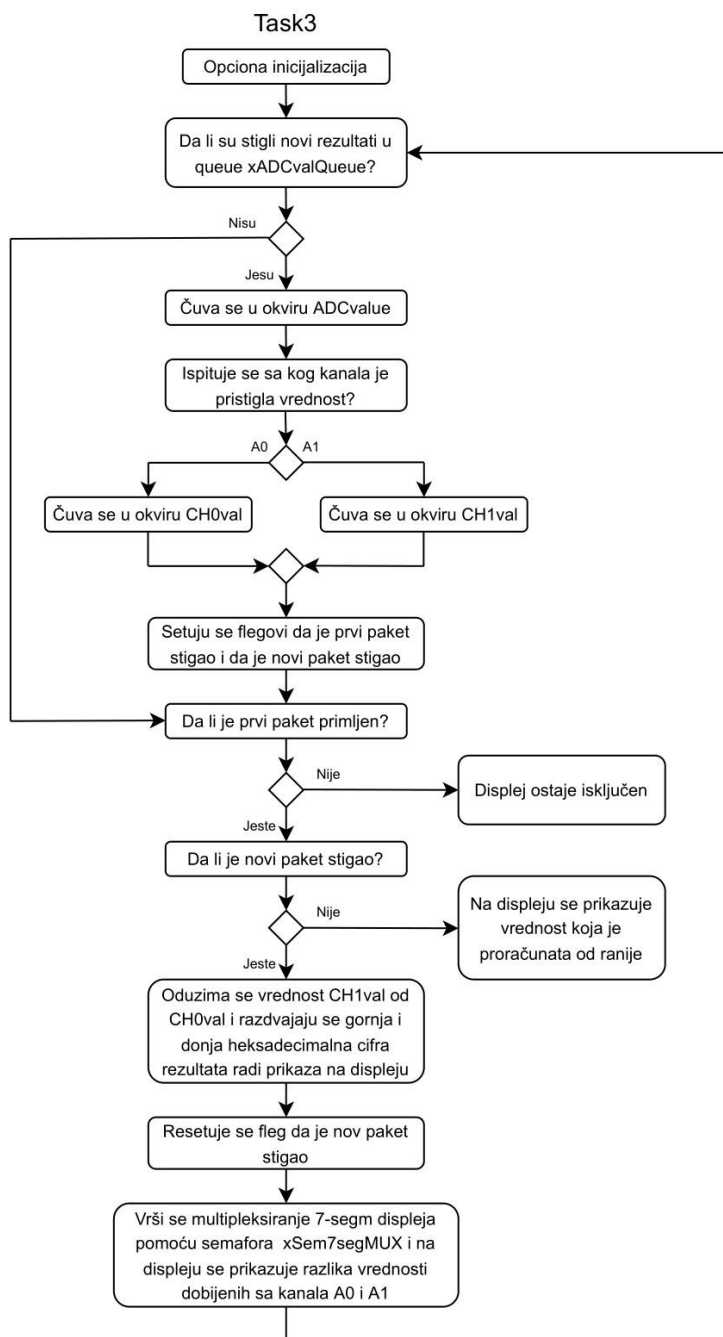 Task3
Opciona inicijalizacija
Da li su stigli novi rezultati u
queue xADCvalQueue?
Nisu
Jesu
Čuva se u okviru ADCvalue
Ispituje se sa kog kanala je
pristigla vrednost?
A0
A1
Čuva se u okviru CH0val
Čuva se u okviru CH1val
Setuju se flegovi da je prvi paket
stigao i da je novi paket stigao
Da li je prvi paket primljen?
Nije
Displej ostaje isključen
Jeste
Da li je novi paket stigao?
Nije
Na displeju se prikazuje
vrednost koja je
proračunata od ranije
Jeste
Oduzima se vrednost CH1val od
CH0val i razdvajaju se gornja i
donja heksadecimalna cifra
rezultata radi prikaza na displeju
Resetuje se fleg da je nov paket
stigao
Vrši se multipleksiranje 7-segm displeja
pomoću semafora xSem7segMUX i na
displeju se prikazuje razlika vrednosti
dobijenih sa kanala A0 i A1